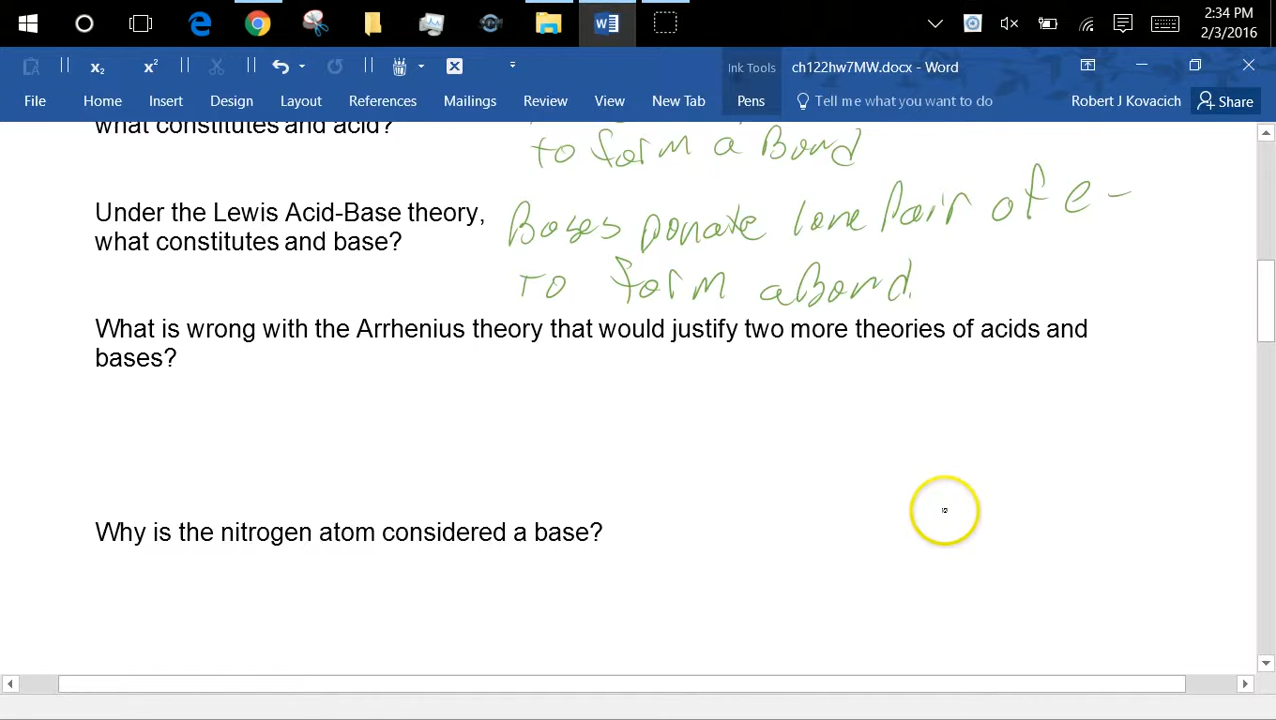 2:34 PM
2/3/2016
Ink Tools
ch122hw7MW.docx - Word
File Home Insert Design Layout References Mailings Review View New Tab Pens Tell me what you want to do Robert J Kovacich Share
what constitutes and acid?
to form a Bond
Under the Lewis Acid-Base theory,
what constitutes and base?
Bases Donate lone Pair of e-
To form a Bond.
What is wrong with the Arrhenius theory that would justify two more theories of acids and
bases?
Why is the nitrogen atom considered a base?